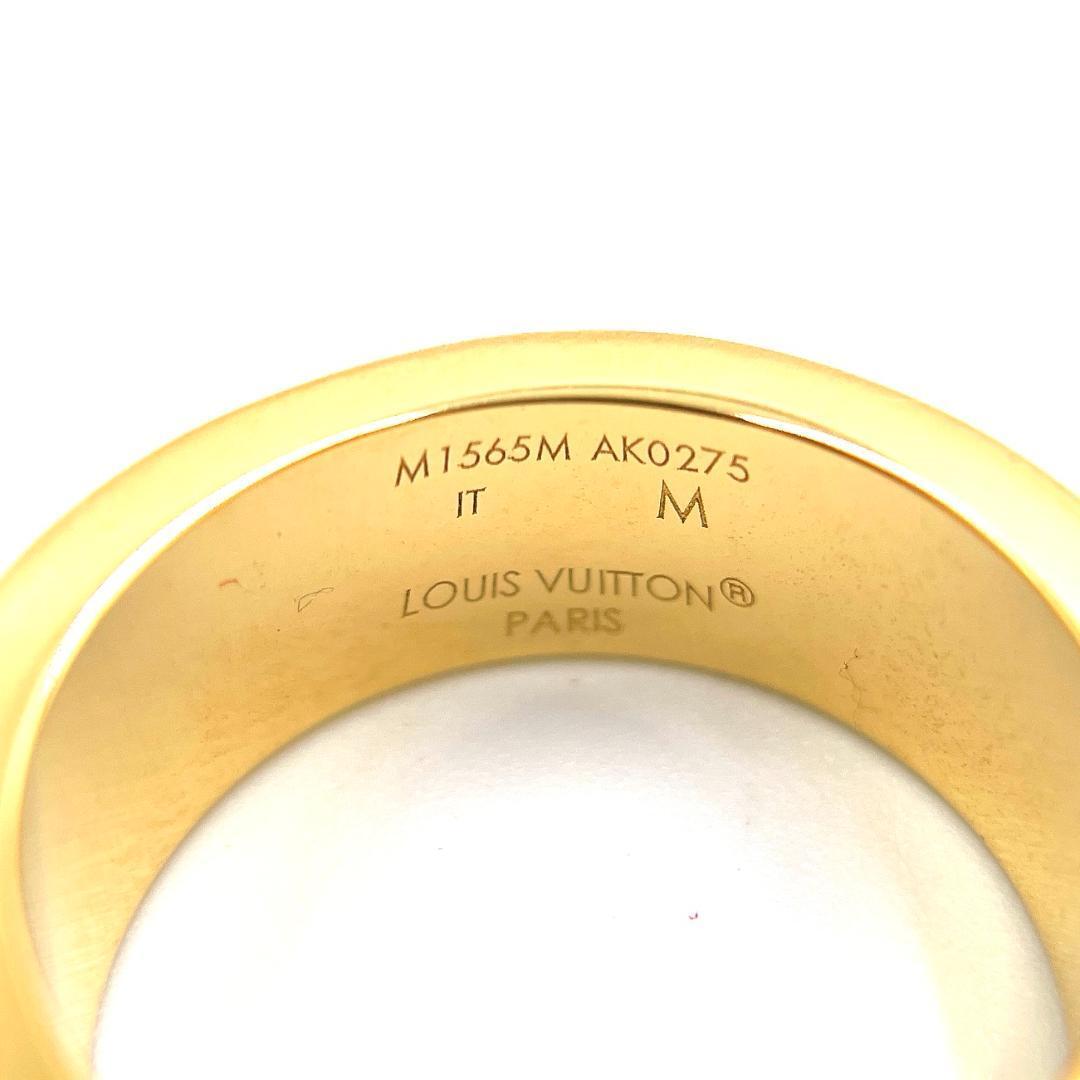 M1565M AK0275
IT M
LOUIS VUITTON®
PARIS